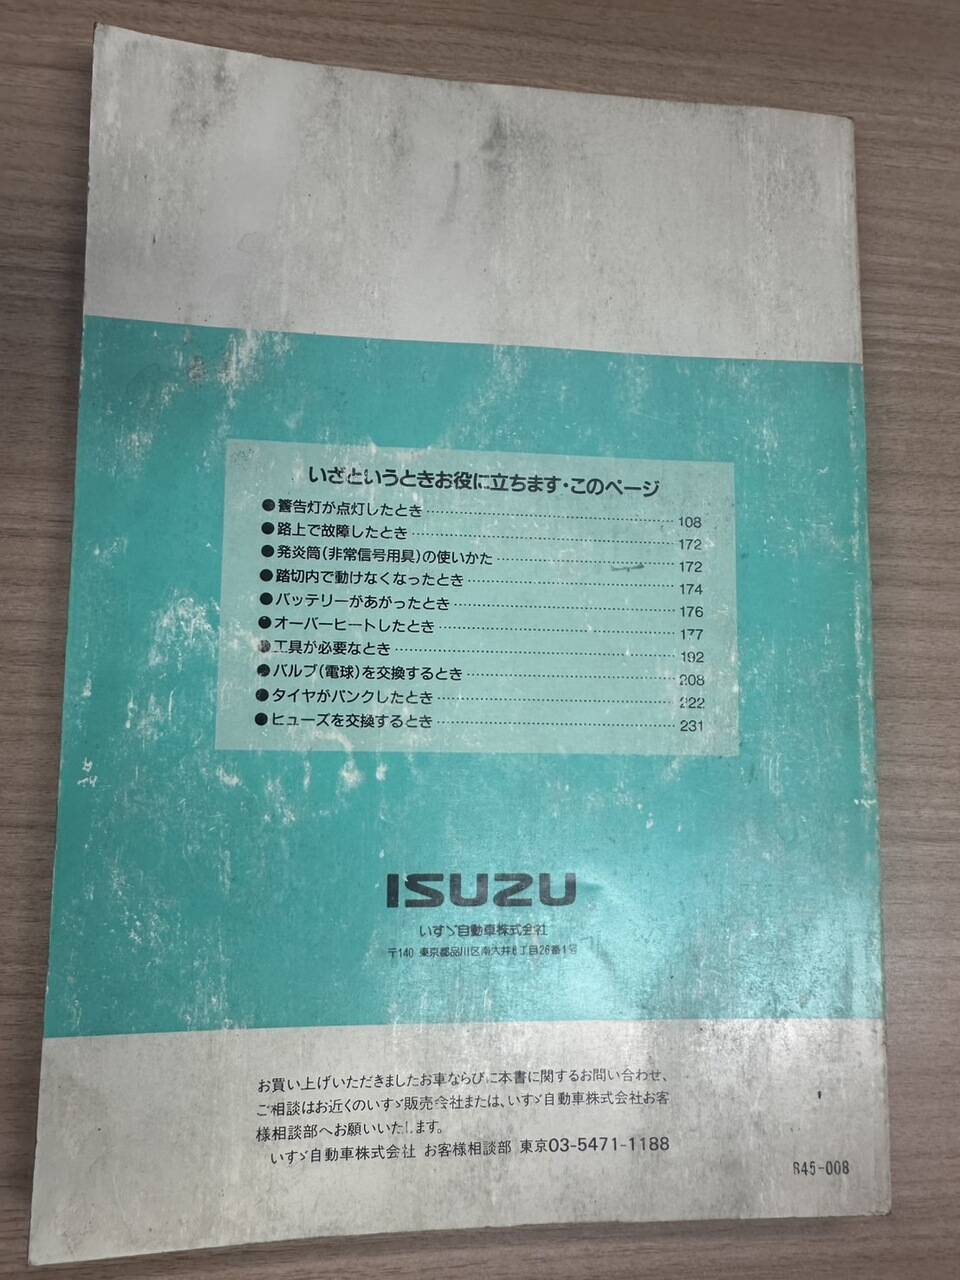 いざというときお役に立ちます・このページ
●警告灯が点灯したとき 108
●路上で故障したとき 172
●発炎筒(非常信号用具)の使いかた 172
●踏切内で動けなくなったとき 174
●バッテリーがあがったとき 176
●オーバーヒートしたとき 177
●工具が必要なとき 192
●バルブ(電球)を交換するとき 208
●タイヤがパンクしたとき 222
●ヒューズを交換するとき 231
ISUZU
いすゞ自動車株式会社
〒140 東京都品川区南大井6丁目26番1号
お買い上げいただきましたお車ならびに本書に関するお問い合わせ、
ご相談はお近くのいすゞ販売会社または、いすゞ自動車株式会社お客
様相談部へお願いいたします。
いすゞ自動車株式会社 お客様相談部 東京03-5471-1188
845-008